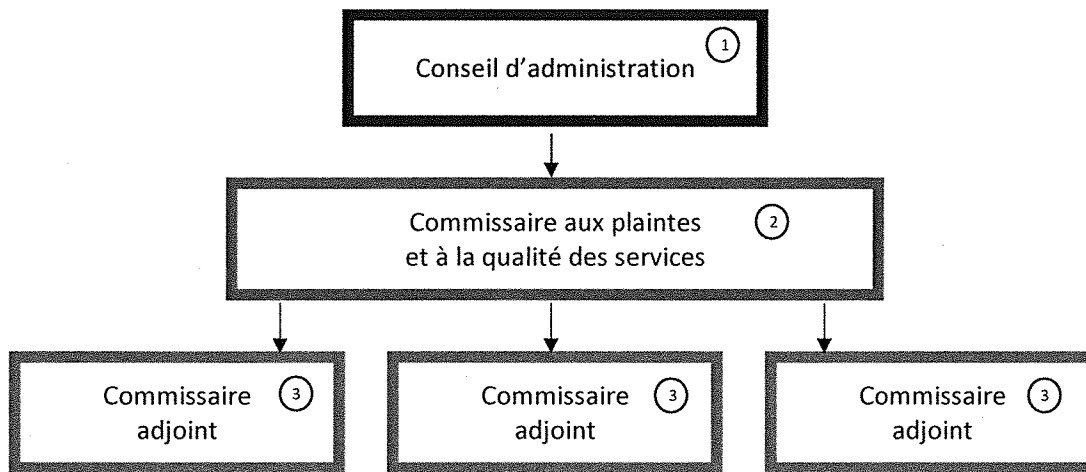 Conseil d'administration 1
Commissaire aux plaintes 2
et à la qualité des services
Commissaire 3
adjoint
Commissaire 3
adjoint
Commissaire 3
adjoint